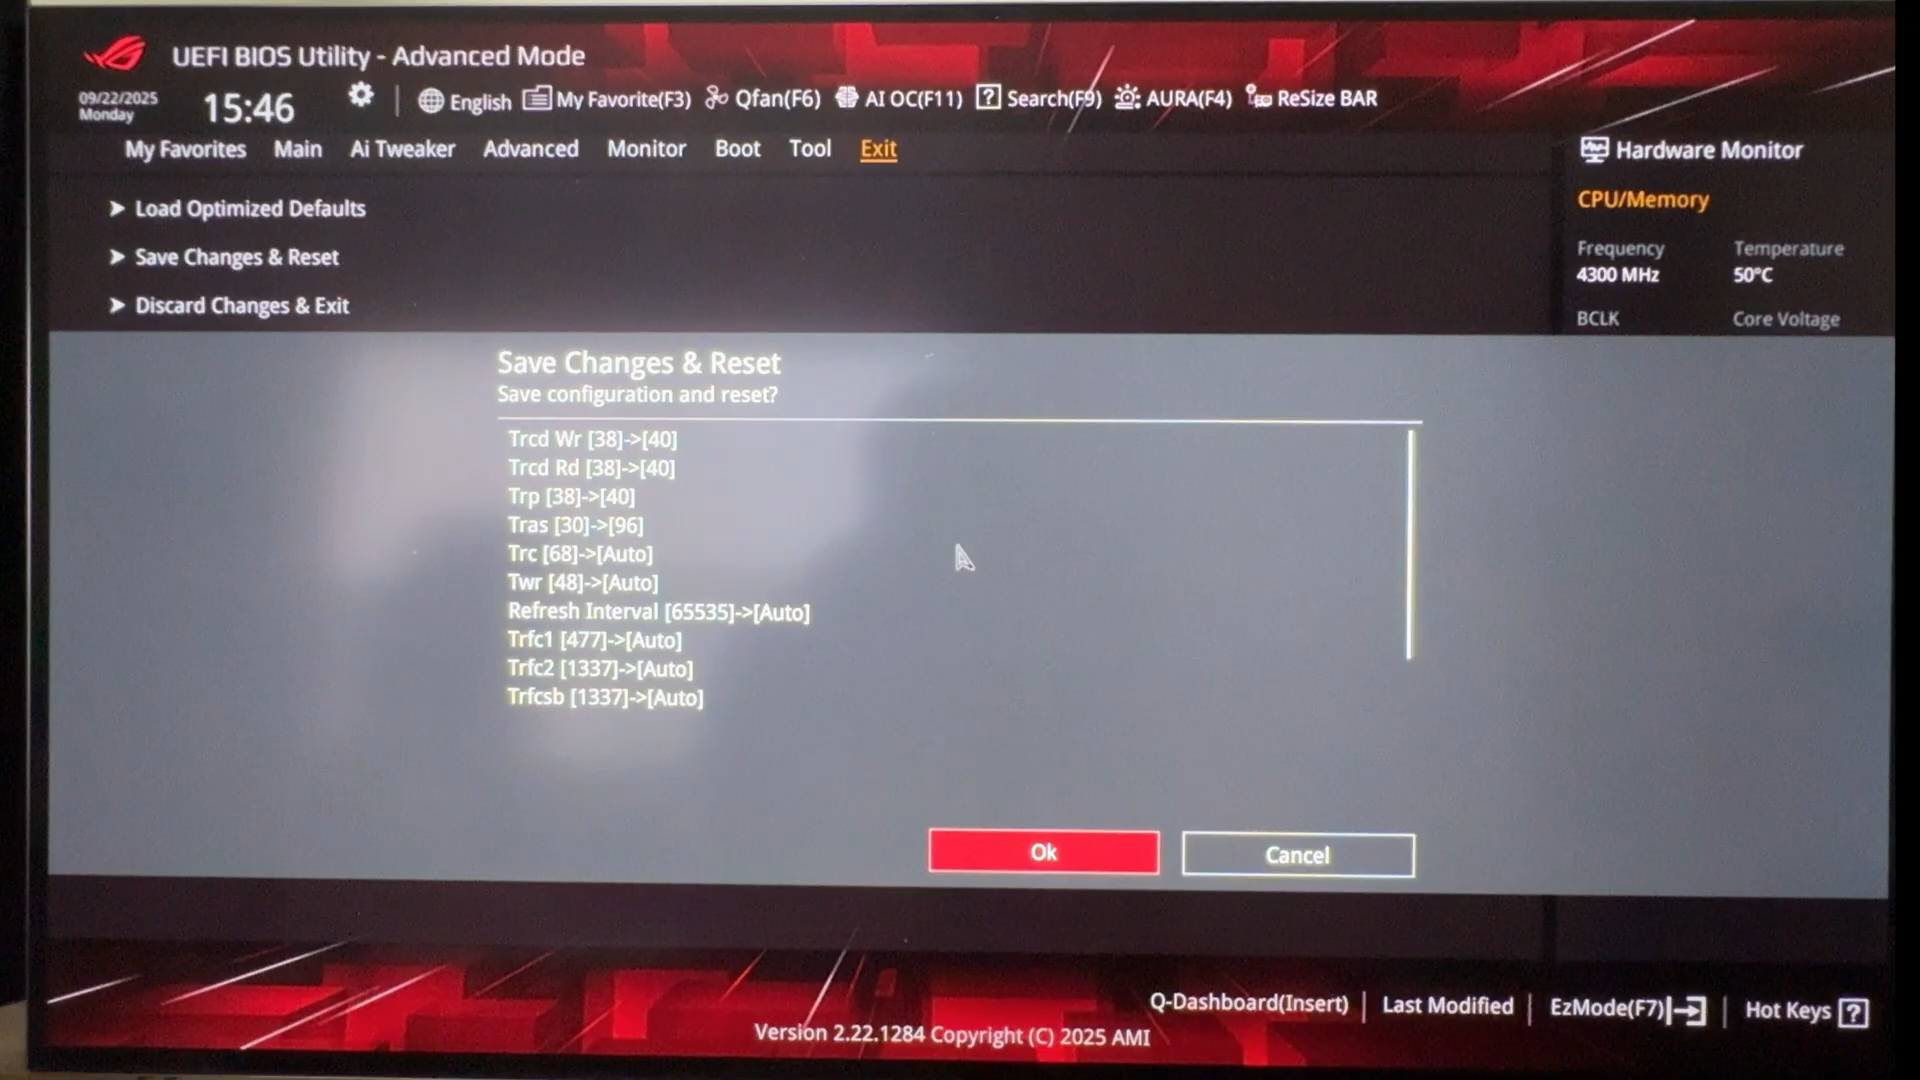 UEFI BIOS Utility - Advanced Mode
09/22/2025
Monday
15:46
English
My Favorite(F3)
Qfan(F6)
AI OC(F11)
Search(F9)
AURA(F4)
ReSize BAR
My Favorites
Main
Ai Tweaker
Advanced
Monitor
Boot
Tool
Exit
Hardware Monitor
Load Optimized Defaults
Save Changes & Reset
Discard Changes & Exit
CPU/Memory
Frequency
Temperature
4300 MHz
50°C
BCLK
Core Voltage
Save Changes & Reset
Save configuration and reset?
Trcd Wr [38]->[40]
Trcd Rd [38]->[40]
Trp [38]->[40]
Tras [30]->[96]
Trc [68]->[Auto]
Twr [48]->[Auto]
Refresh Interval [65535]->[Auto]
Trfc1 [477]->[Auto]
Trfc2 [1337]->[Auto]
Trfcsb [1337]->[Auto]
Ok
Cancel
Q-Dashboard(Insert)
Last Modified
EzMode(F7)
Hot Keys ?
Version 2.22.1284 Copyright (C) 2025 AMI